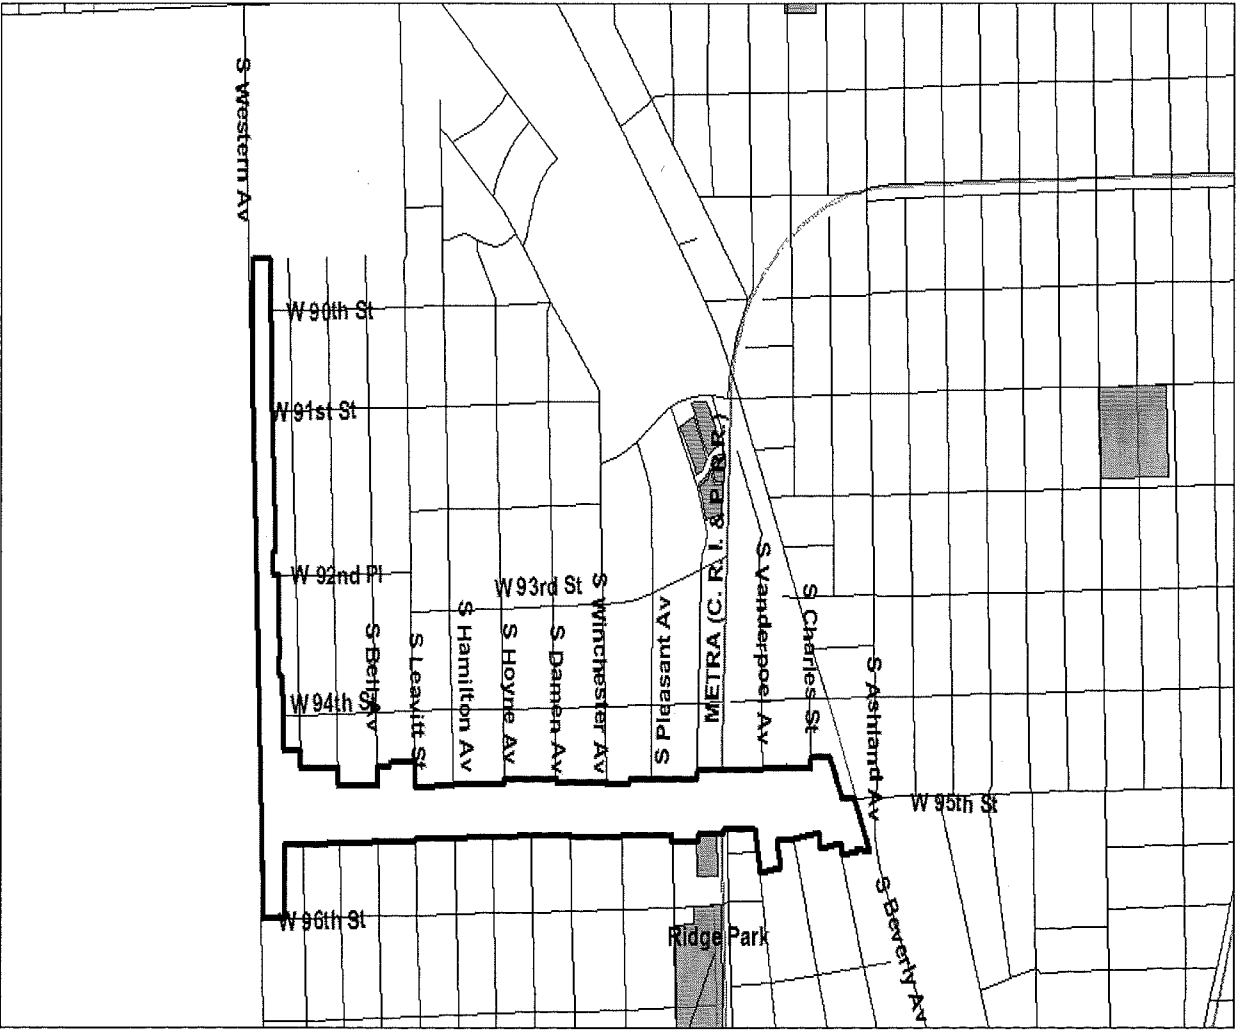 S Western Av
W 90th St
W 91st St
W 92nd Pl
W 93rd St
W 94th St
S Bell Av
S Leavitt St
S Hamilton Av
S Hoyne Av
S Damen Av
S Winchester Av
S Pleasant Av
METRA (C. R. I. & P. R.R.)
S Vanderpoel Av
S Charles St
S Ashland Av
W 95th St
S Beverly Av
W 96th St
Ridge Park